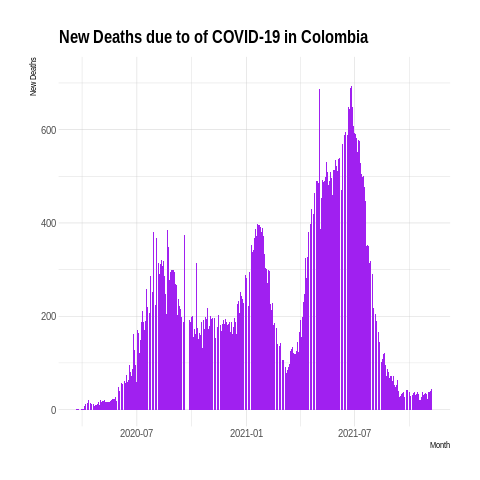 New Deaths due to of COVID-19 in Colombia
New Deaths
600
400
200
0
2020-07
2021-01
2021-07
Month